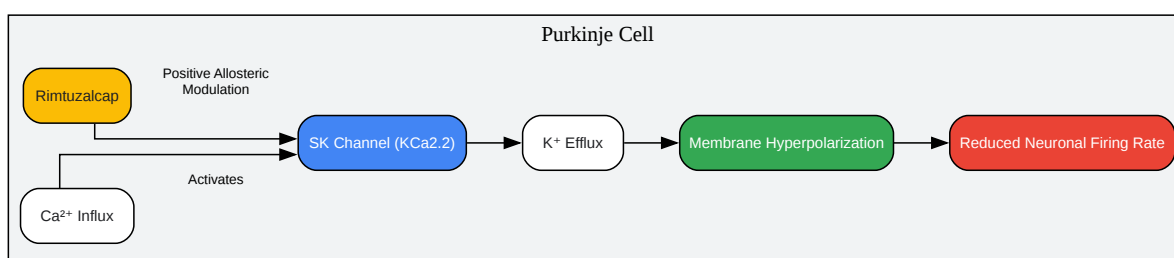 Purkinje Cell
Positive Allosteric
Modulation
Rimtuzalcap
SK Channel (KCa2.2)
K⁺ Efflux
Membrane Hyperpolarization
Reduced Neuronal Firing Rate
Activates
Ca²⁺ Influx